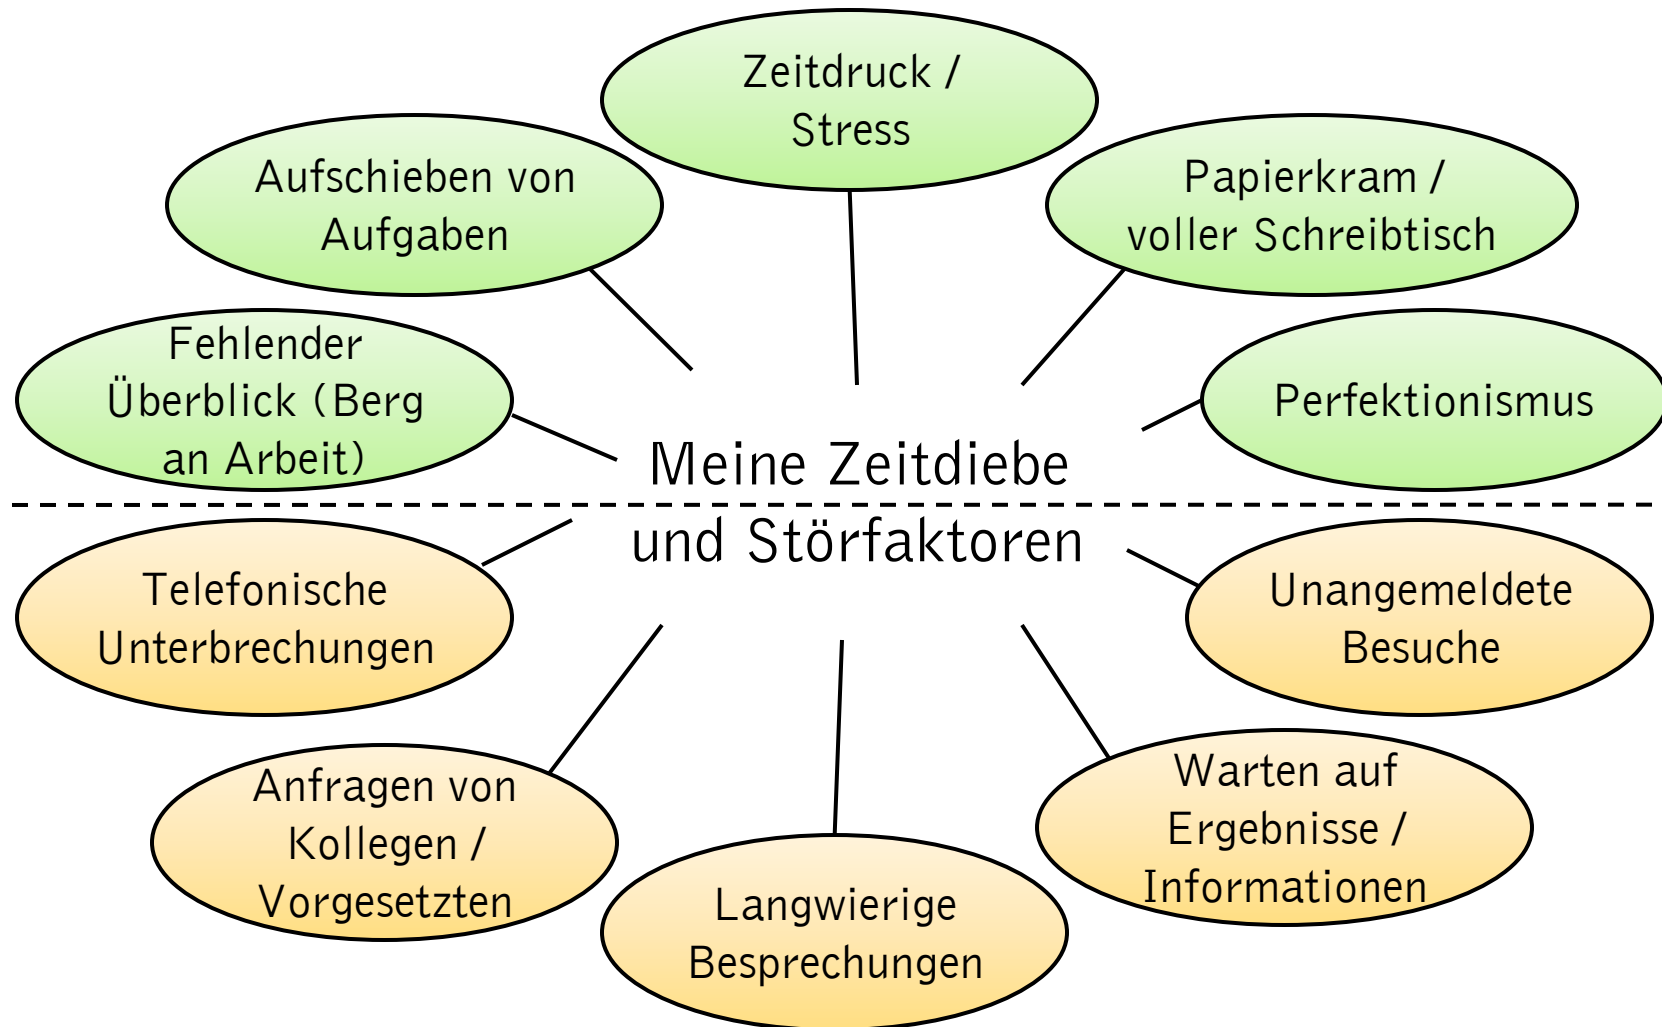 Zeitdruck /
Stress
Aufschieben von
Aufgaben
Papierkram /
voller Schreibtisch
Fehlender
Überblick (Berg
an Arbeit)
Perfektionismus
Meine Zeitdiebe
und Störfaktoren
Telefonische
Unterbrechungen
Unangemeldete
Besuche
Anfragen von
Kollegen /
Vorgesetzten
Warten auf
Ergebnisse /
Informationen
Langwierige
Besprechungen